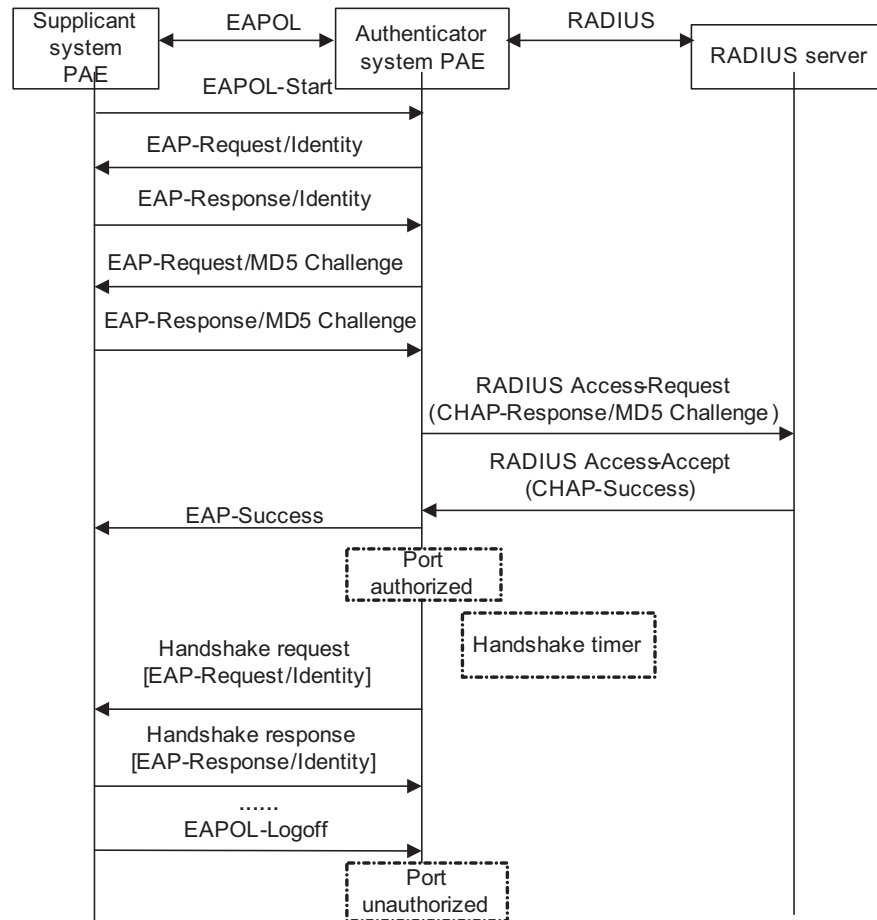 Supplicant
system
PAE
EAPOL
Authenticator
system PAE
RADIUS
RADIUS server
EAPOL-Start
EAP-Request/Identity
EAP-Response/Identity
EAP-Request/MD5 Challenge
EAP-Response/MD5 Challenge
RADIUS Access-Request
(CHAP-Response/MD5 Challenge)
RADIUS Access-Accept
(CHAP-Success)
EAP-Success
Port
authorized
Handshake timer
Handshake request
[EAP-Request/Identity]
Handshake response
[EAP-Response/Identity]
......
EAPOL-Logoff
Port
unauthorized